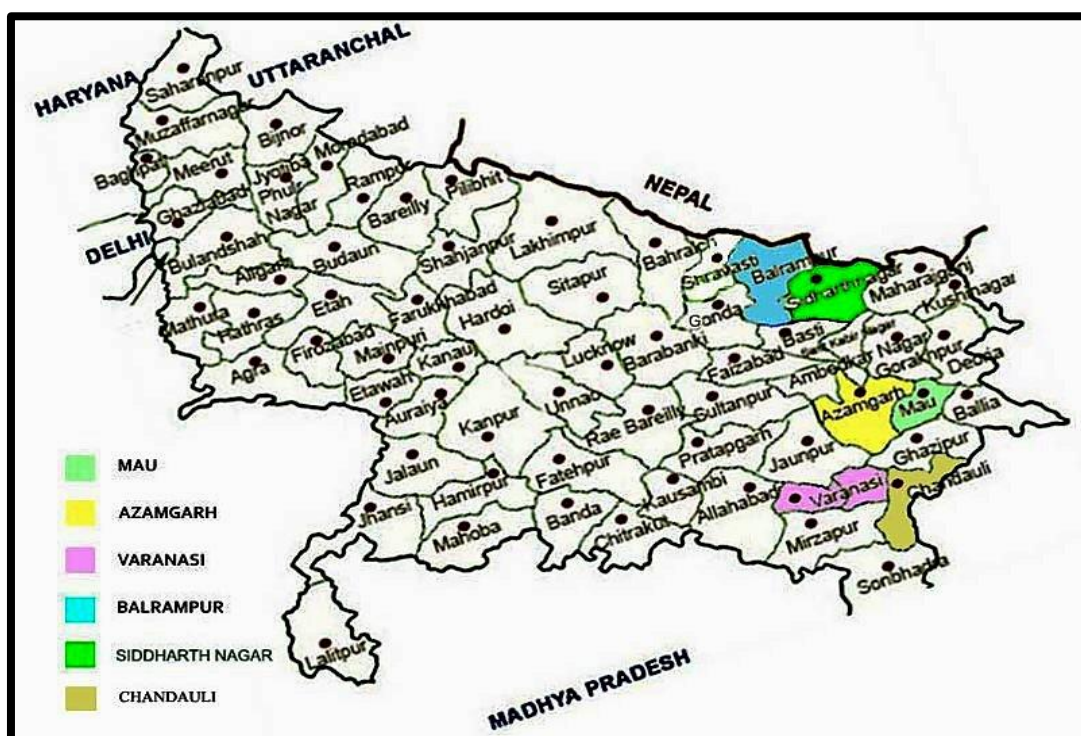 HARYANA
UTTARANCHAL
Saharanpur
Muzaffarnagar
Bijnor
Baghpat
Meerut
Jyotiba
Phule
Nagar
Moradabad
Rampur
Ghaziabad
Bareilly
Pilibhit
NEPAL
DELHI
Bulandshah
Aligarh
Budaun
Shahjanpur
Lakhimpur
Bahraich
Shravasti
Balrampur
Sidharthnagar
Maharajganj
Kushinagar
Mathura
Hathras
Etah
Farukkhabad
Hardoi
Sitapur
Gonda
Basti
Agra
Firozabad
Mainpuri
Kanauj
Lucknow
Barabanki
Faizabad
Ambedkar Nagar
Gorakhpur
Deoria
Etawah
Auraiya
Kanpur
Unnao
Rae Bareilly
Sultanpur
Azamgarh
Mau
Ballia
Jalaun
Fatehpur
Pratapgarh
Jaunpur
Ghazipur
Hamirpur
Kausambi
Allahabad
Varanasi
Chandauli
Jhansi
Mahoba
Banda
Chitrakut
Mirzapur
Sonbhadra
Lalitpur
MADHYA PRADESH
MAU
AZAMGARH
VARANASI
BALRAMPUR
SIDDHARTH NAGAR
CHANDAULI